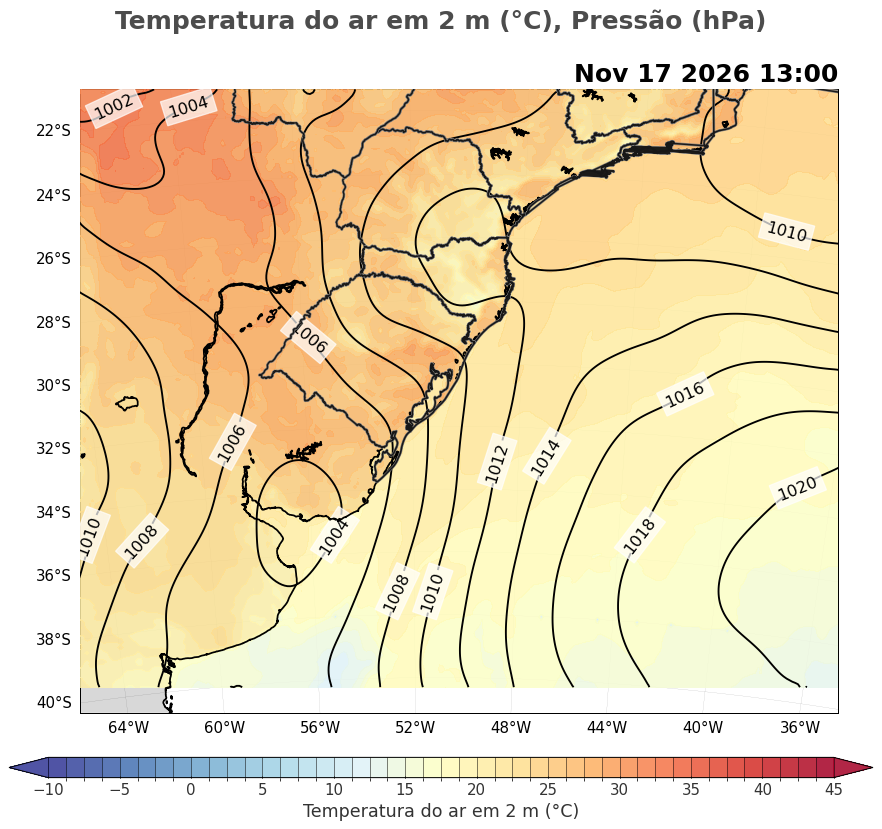 Temperatura do ar em 2 m (°C), Pressão (hPa)
Nov 17 2026 13:00
1002
1004
22°S
24°S
1010
26°S
28°S
1006
30°S
1016
32°S
1006
1012
1014
1020
34°S
1010
1008
1004
1018
36°S
1008
1010
38°S
40°S
64°W 60°W 56°W 52°W 48°W 44°W 40°W 36°W
−10 −5 0 5 10 15 20 25 30 35 40 45
Temperatura do ar em 2 m (°C)